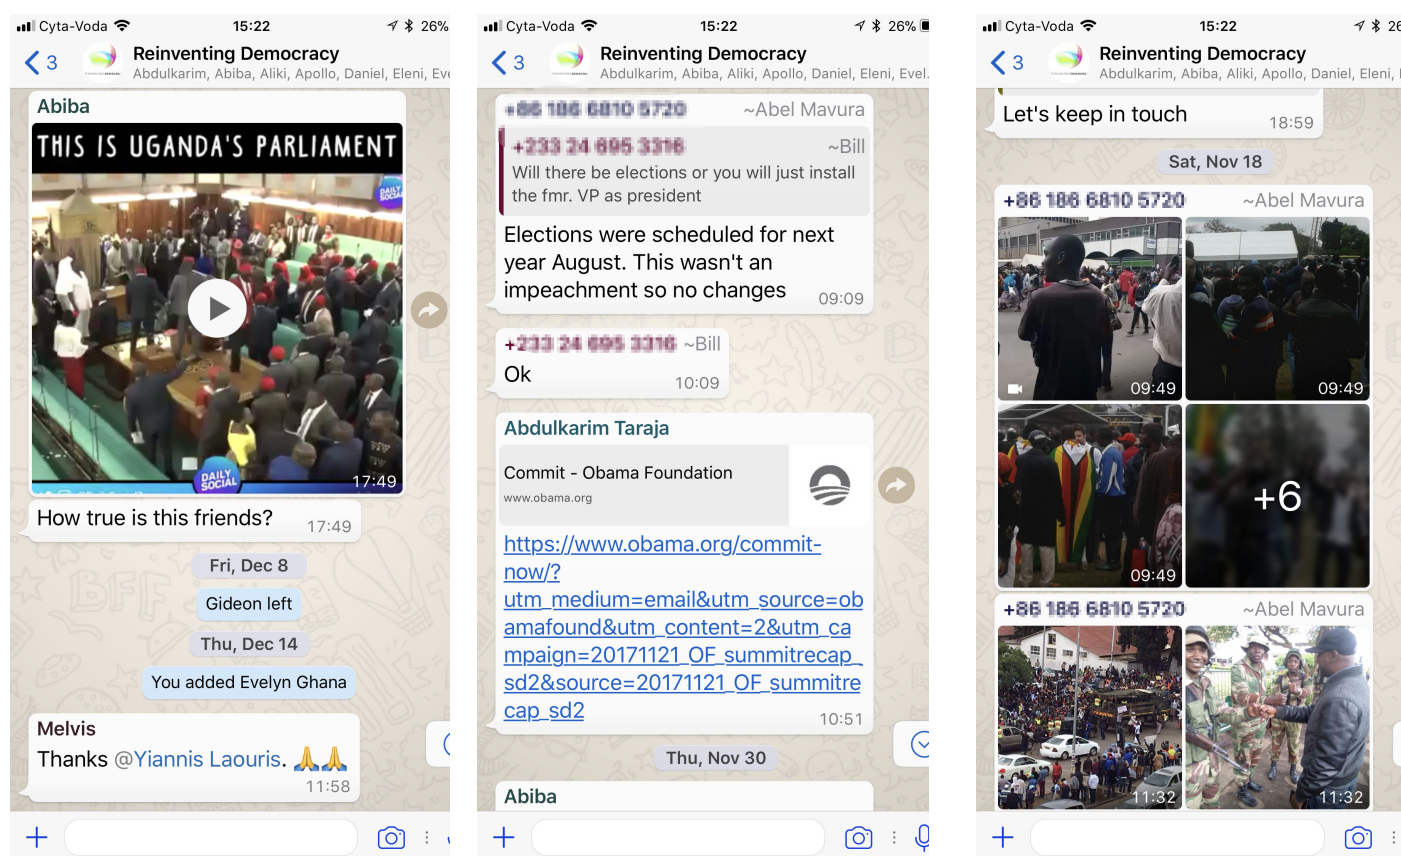 Cyta-Voda 15:22 26%
3 Reinventing Democracy
Abdulkarim, Abiba, Aliki, Apollo, Daniel, Eleni, Eve
Abiba
THIS IS UGANDA'S PARLIAMENT
DAILY
SOCIAL
DAILY
SOCIAL
17:49
How true is this friends? 17:49
Fri, Dec 8
Gideon left
Thu, Dec 14
You added Evelyn Ghana
Melvis
Thanks @Yiannis Laouris. 🙏🙏
11:58
Cyta-Voda 15:22 26%
3 Reinventing Democracy
Abdulkarim, Abiba, Aliki, Apollo, Daniel, Eleni, Evel...
~Abel Mavura
~Bill
Will there be elections or you will just install
the fmr. VP as president
Elections were scheduled for next
year August. This wasn't an
impeachment so no changes 09:09
~Bill
Ok 10:09
Abdulkarim Taraja
Commit - Obama Foundation
www.obama.org
https://www.obama.org/commit-
now/?
utm_medium=email&utm_source=ob
amafound&utm_content=2&utm_ca
mpaign=20171121_OF_summitrecap_
sd2&source=20171121_OF_summitre
cap_sd2 10:51
Thu, Nov 30
Abiba
Cyta-Voda 15:22 26
3 Reinventing Democracy
Abdulkarim, Abiba, Aliki, Apollo, Daniel, Eleni,
Let's keep in touch 18:59
Sat, Nov 18
~Abel Mavura
09:49 09:49
09:49 +6
~Abel Mavura
11:32 11:32